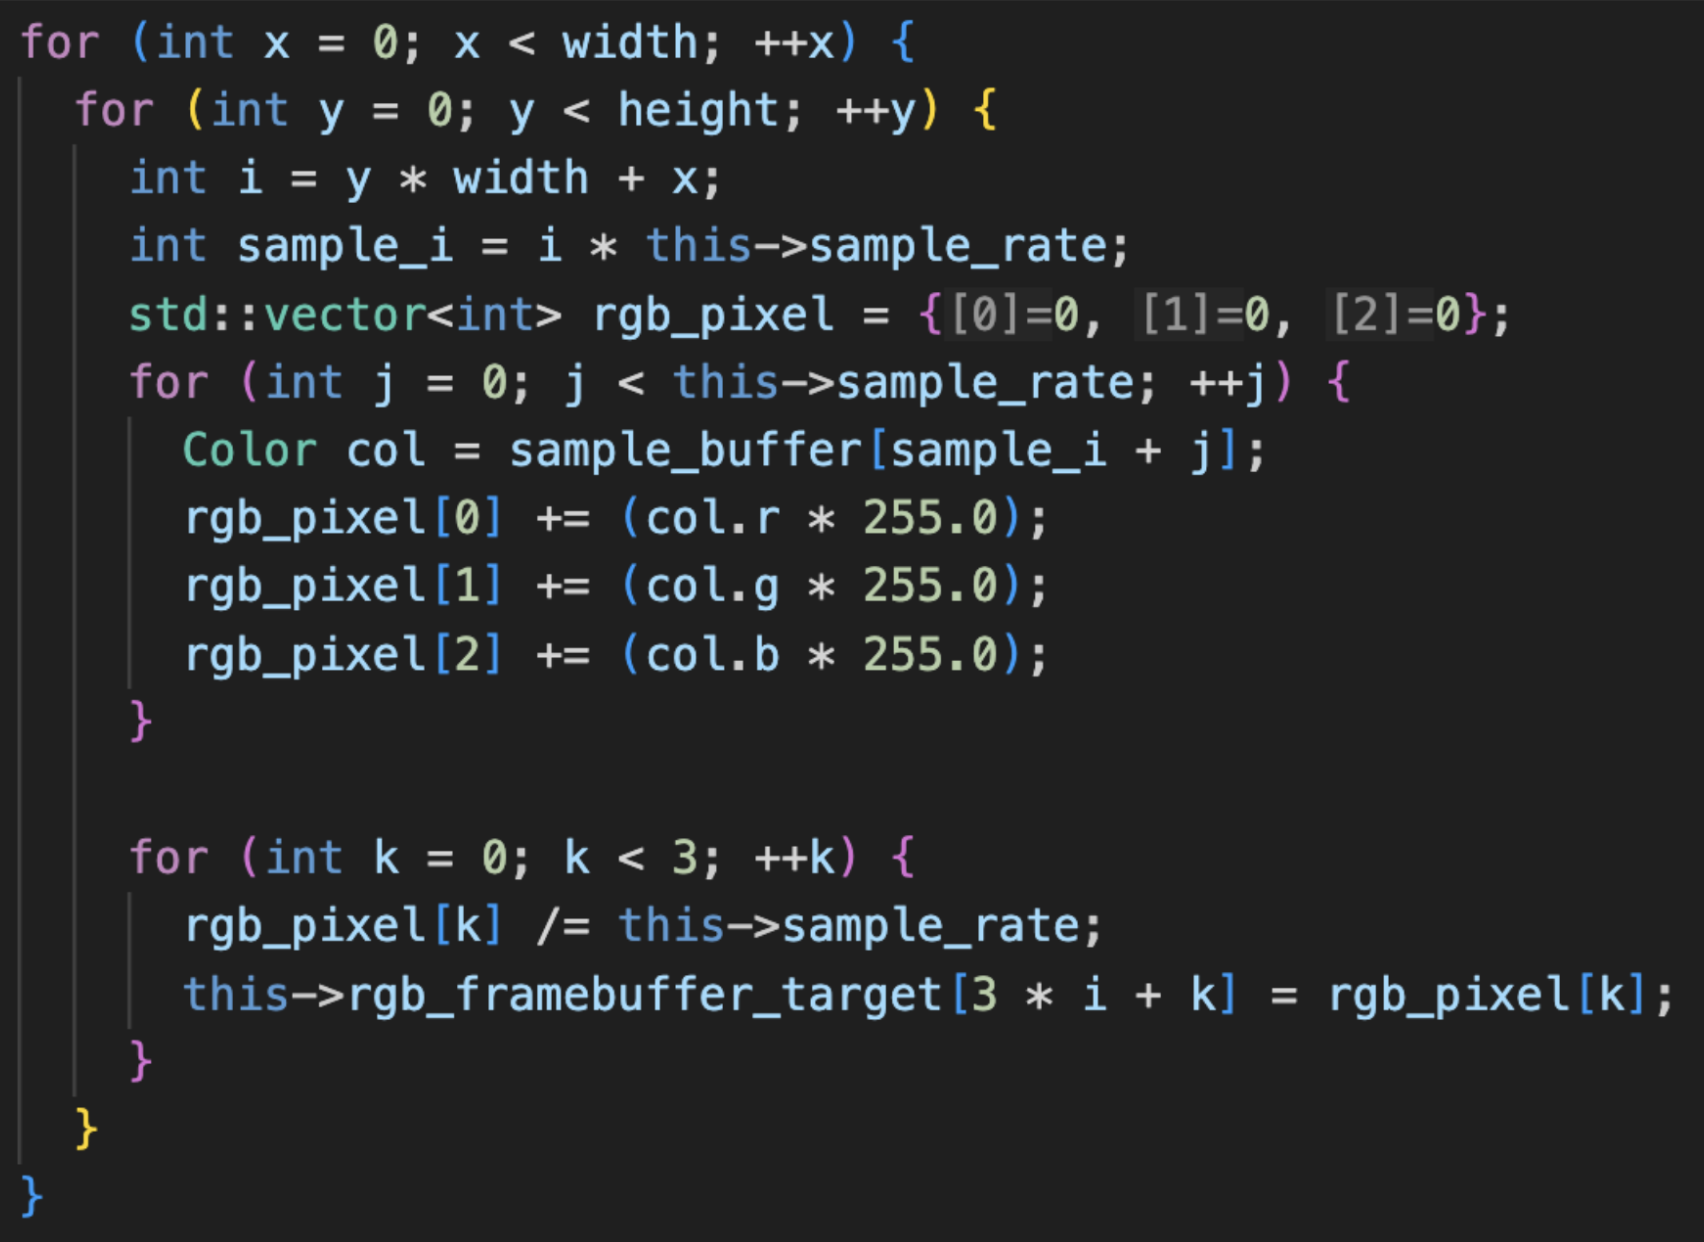 for (int x = 0; x < width; ++x) {
  for (int y = 0; y < height; ++y) {
    int i = y * width + x;
    int sample_i = i * this->sample_rate;
    std::vector<int> rgb_pixel = {[0]=0, [1]=0, [2]=0};
    for (int j = 0; j < this->sample_rate; ++j) {
      Color col = sample_buffer[sample_i + j];
      rgb_pixel[0] += (col.r * 255.0);
      rgb_pixel[1] += (col.g * 255.0);
      rgb_pixel[2] += (col.b * 255.0);
    }

    for (int k = 0; k < 3; ++k) {
      rgb_pixel[k] /= this->sample_rate;
      this->rgb_framebuffer_target[3 * i + k] = rgb_pixel[k];
    }
  }
}